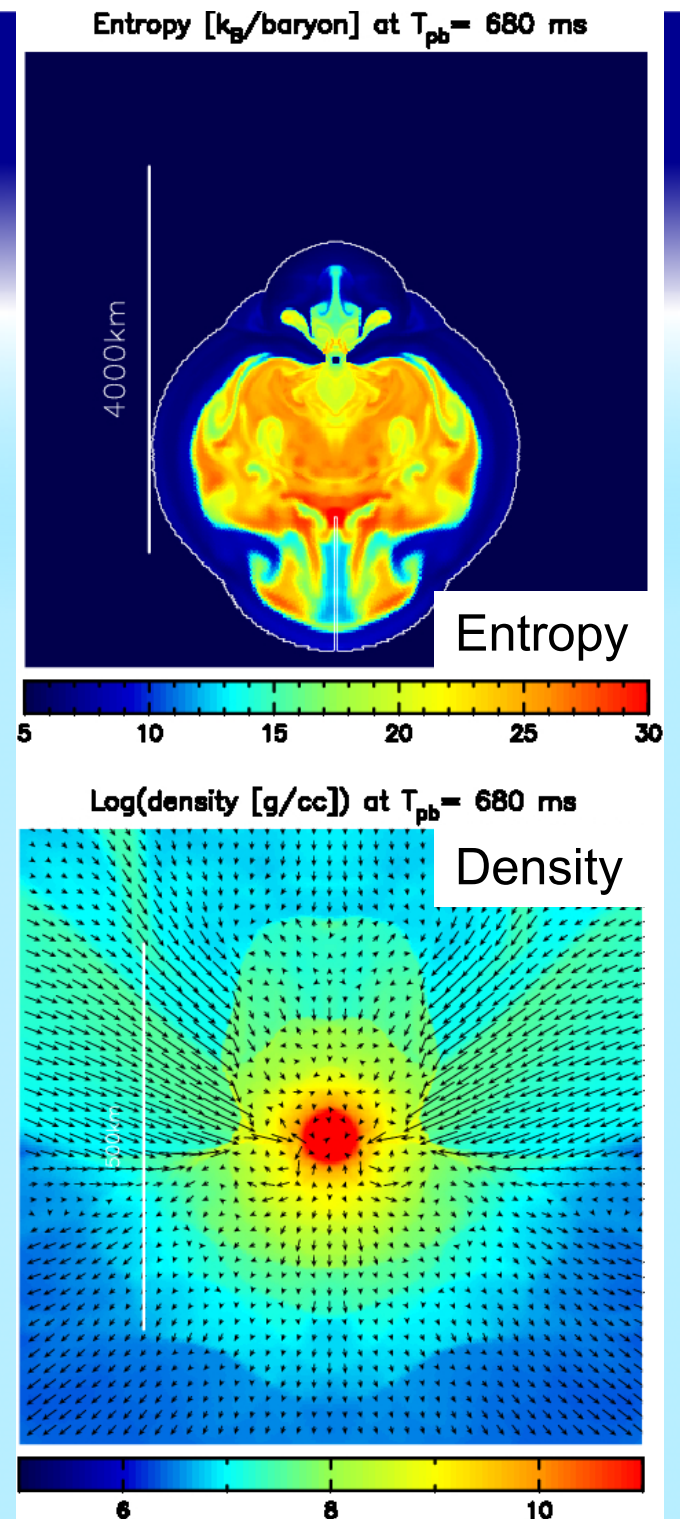 Entropy [k_B/baryon] at T_pb= 680 ms
4000km
Entropy
5 10 15 20 25 30
Log(density [g/cc]) at T_pb= 680 ms
Density
500km
6 8 10